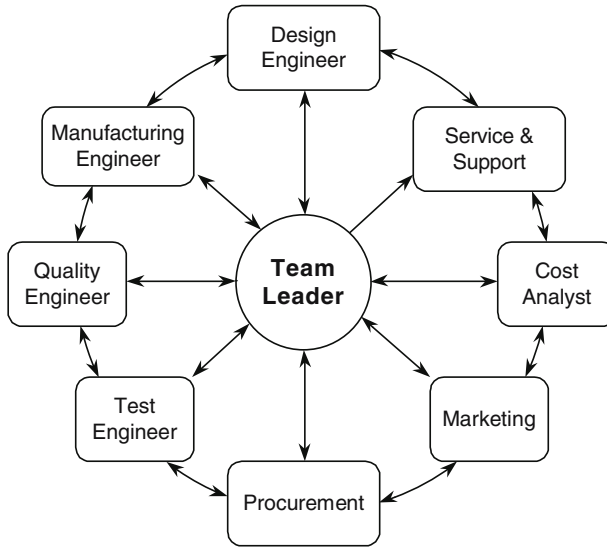 Design
Engineer
Manufacturing
Engineer
Service &
Support
Quality
Engineer
Team
Leader
Cost
Analyst
Test
Engineer
Marketing
Procurement